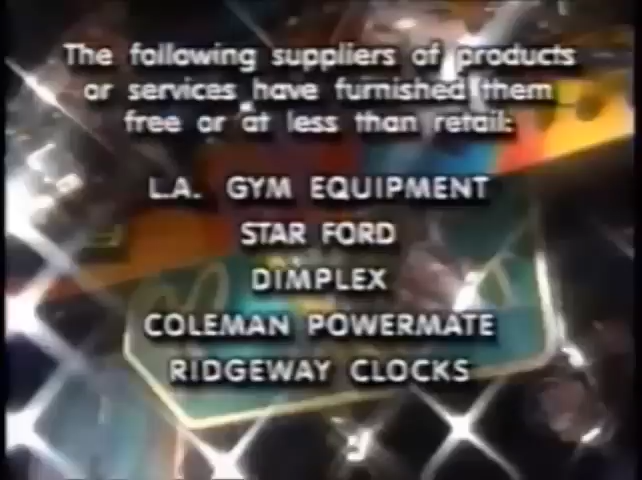 The following suppliers of products
or services have furnished them
free or at less than retail:
L.A. GYM EQUIPMENT
STAR FORD
DIMPLEX
COLEMAN POWERMATE
RIDGEWAY CLOCKS